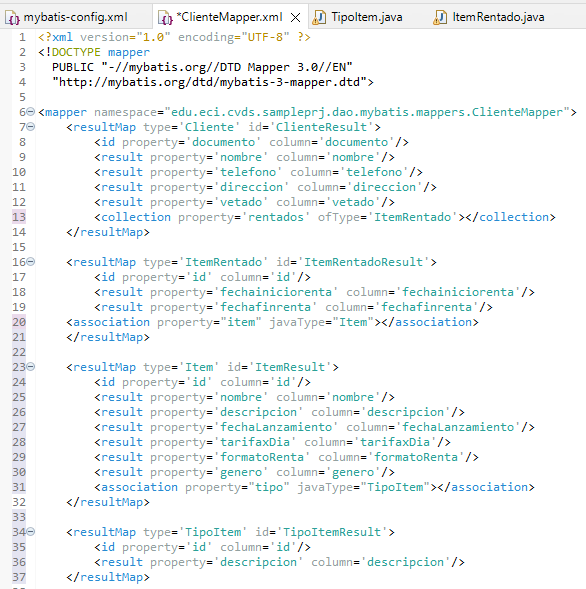 mybatis-config.xml *ClienteMapper.xml TipoItem.java ItemRentado.java
1 <?xml version="1.0" encoding="UTF-8" ?>
2 <!DOCTYPE mapper
3 PUBLIC "-//mybatis.org//DTD Mapper 3.0//EN"
4 "http://mybatis.org/dtd/mybatis-3-mapper.dtd">
5
6 <mapper namespace="edu.eci.cvds.sampleprj.dao.mybatis.mappers.ClienteMapper">
7 <resultMap type='Cliente' id='ClienteResult'>
8 <id property='documento' column='documento'/>
9 <result property='nombre' column='nombre'/>
10 <result property='telefono' column='telefono'/>
11 <result property='direccion' column='direccion'/>
12 <result property='vetado' column='vetado'/>
13 <collection property='rentados' ofType='ItemRentado'></collection>
14 </resultMap>
15
16 <resultMap type='ItemRentado' id='ItemRentadoResult'>
17 <id property='id' column='id'/>
18 <result property='fechainiciorenta' column='fechainiciorenta'/>
19 <result property='fechafinrenta' column='fechafinrenta'/>
20 <association property="item" javaType="Item"></association>
21 </resultMap>
22
23 <resultMap type='Item' id='ItemResult'>
24 <id property='id' column='id'/>
25 <result property='nombre' column='nombre'/>
26 <result property='descripcion' column='descripcion'/>
27 <result property='fechaLanzamiento' column='fechaLanzamiento'/>
28 <result property='tarifaxDia' column='tarifaxDia'/>
29 <result property='formatoRenta' column='formatoRenta'/>
30 <result property='genero' column='genero'/>
31 <association property="tipo" javaType="TipoItem"></association>
32 </resultMap>
33
34 <resultMap type='TipoItem' id='TipoItemResult'>
35 <id property='id' column='id'/>
36 <result property='descripcion' column='descripcion'/>
37 </resultMap>